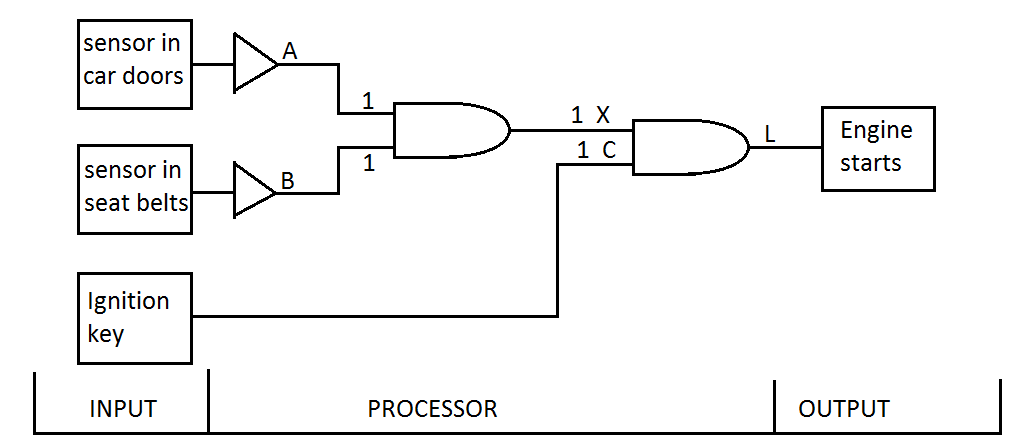 sensor in
car doors
A
1
1 X
L
Engine
starts
1 C
1
sensor in
seat belts
B
Ignition
key
INPUT
PROCESSOR
OUTPUT